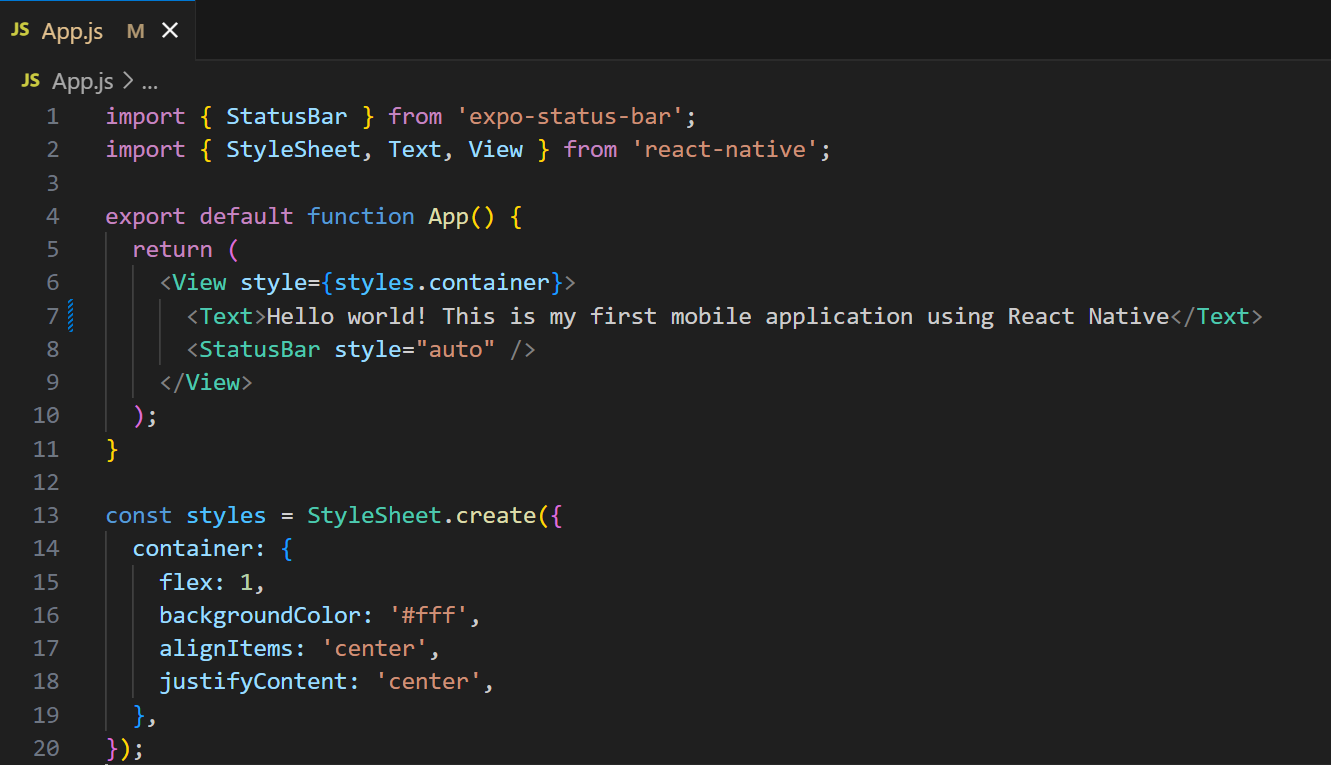 JS App.js M
JS App.js > ...
1 import { StatusBar } from 'expo-status-bar';
2 import { StyleSheet, Text, View } from 'react-native';
3
4 export default function App() {
5   return (
6     <View style={styles.container}>
7       <Text>Hello world! This is my first mobile application using React Native</Text>
8       <StatusBar style="auto" />
9     </View>
10   );
11 }
12
13 const styles = StyleSheet.create({
14   container: {
15     flex: 1,
16     backgroundColor: '#fff',
17     alignItems: 'center',
18     justifyContent: 'center',
19   },
20 });